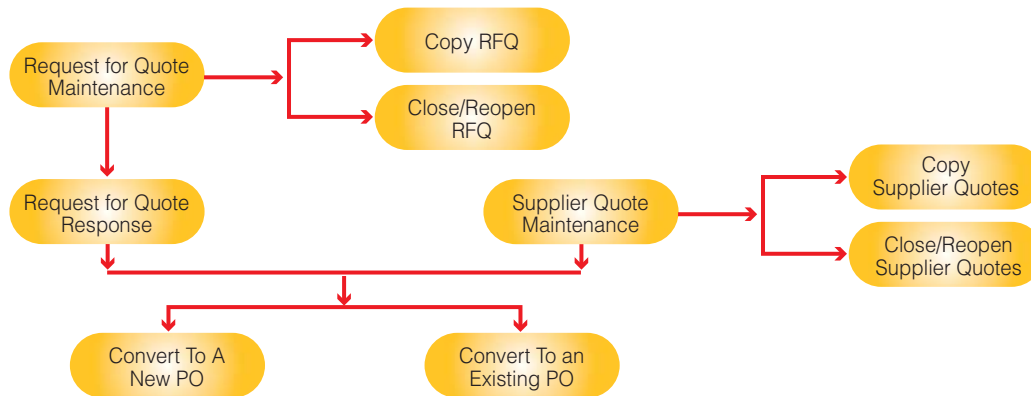 Copy RFQ
Request for Quote
Maintenance
Close/Reopen
RFQ
Copy
Supplier Quotes
Request for Quote
Response
Supplier Quote
Maintenance
Close/Reopen
Supplier Quotes
Convert To A
New PO
Convert To an
Existing PO